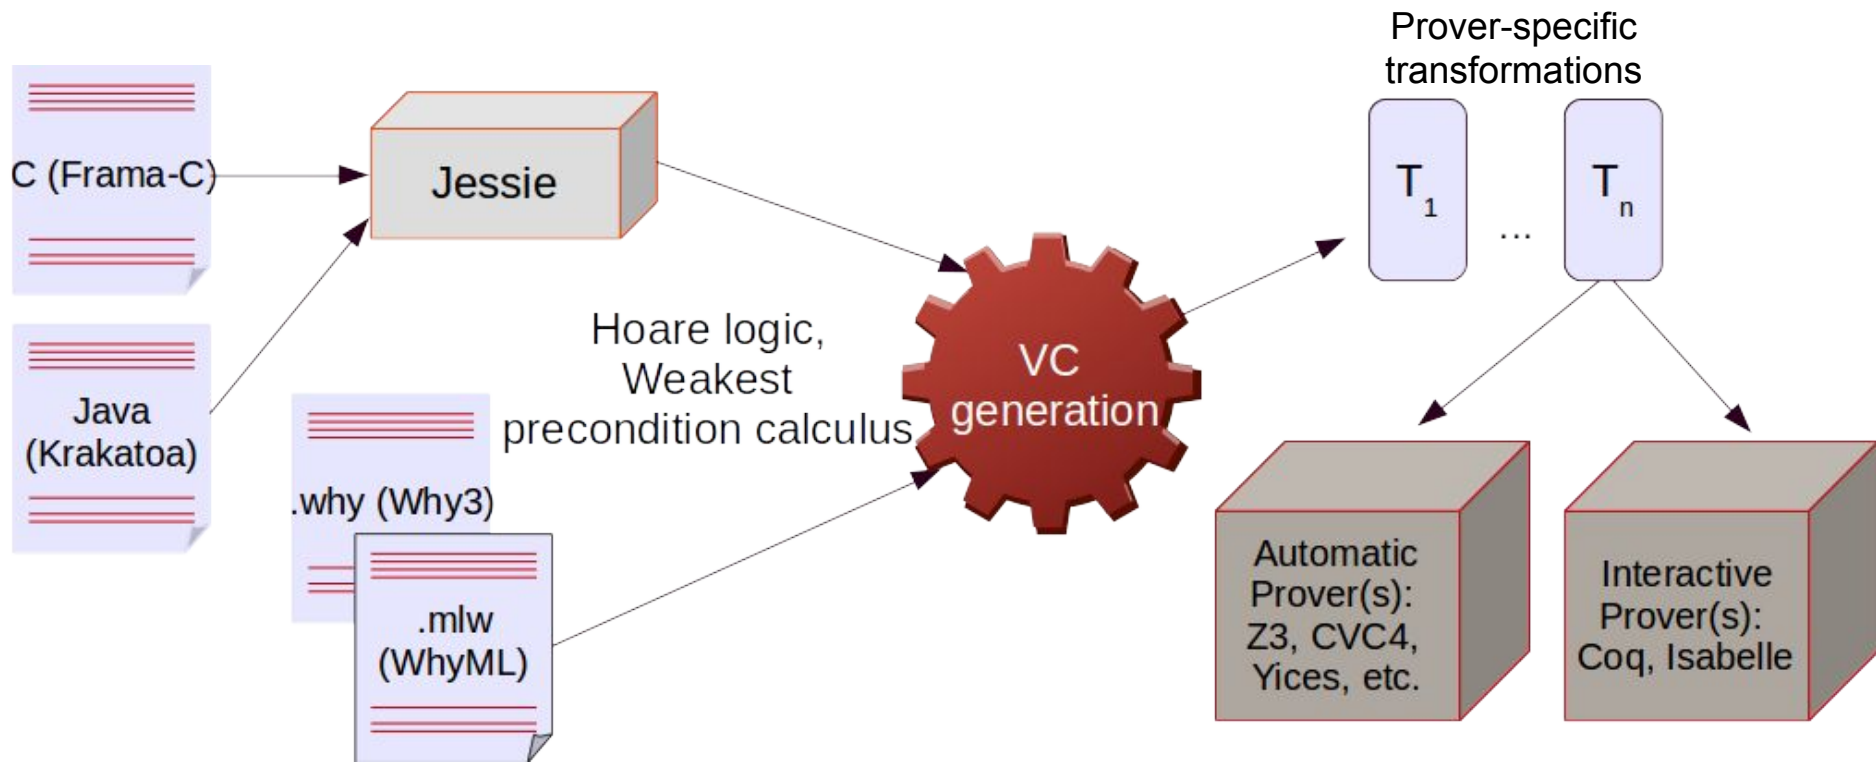 Prover-specific
transformations
C (Frama-C)
Jessie
T1
...
Tn
Hoare logic,
Weakest
precondition calculus
VC
generation
Java
(Krakatoa)
.why (Why3)
.mlw
(WhyML)
Automatic
Prover(s):
Z3, CVC4,
Yices, etc.
Interactive
Prover(s):
Coq, Isabelle